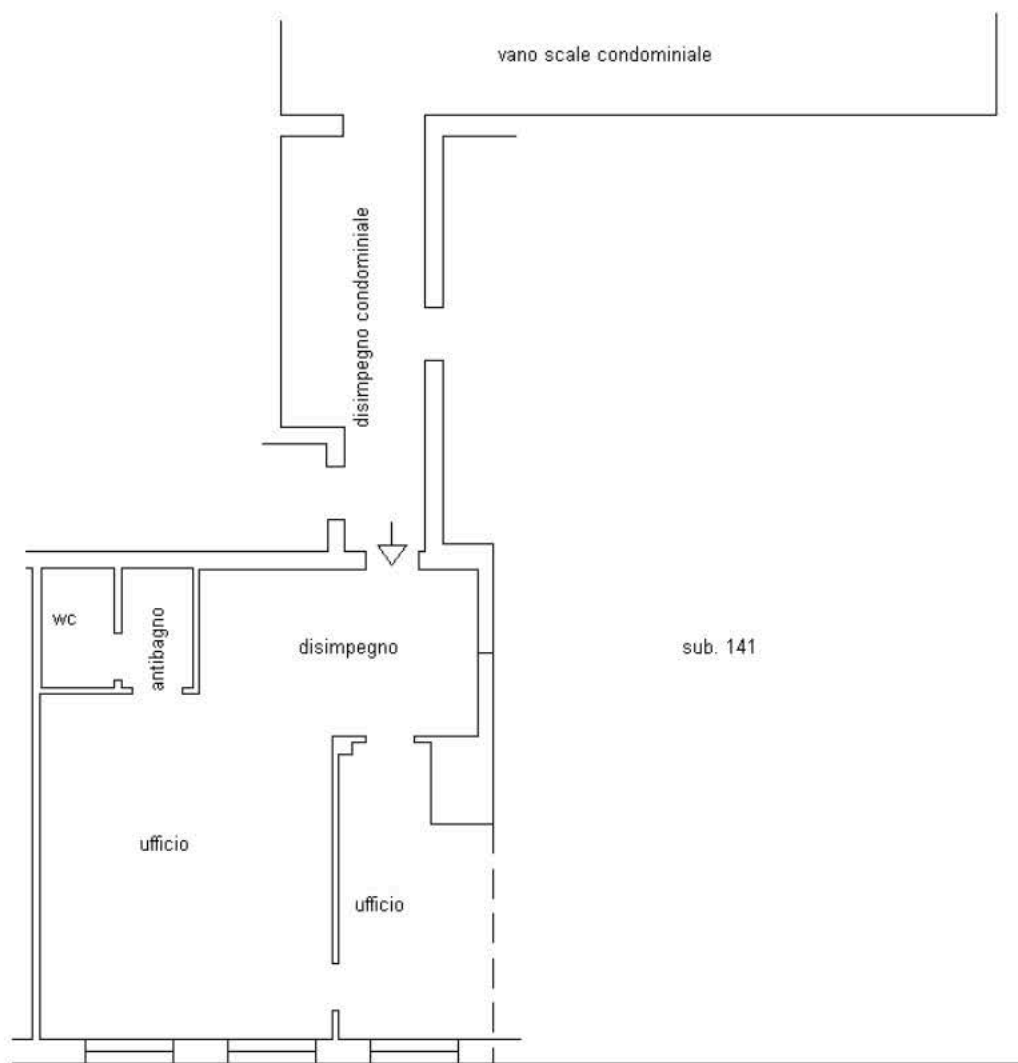 vano scale condominiale
disimpegno condominiale
wc
antibagno
disimpegno
sub. 141
ufficio
ufficio